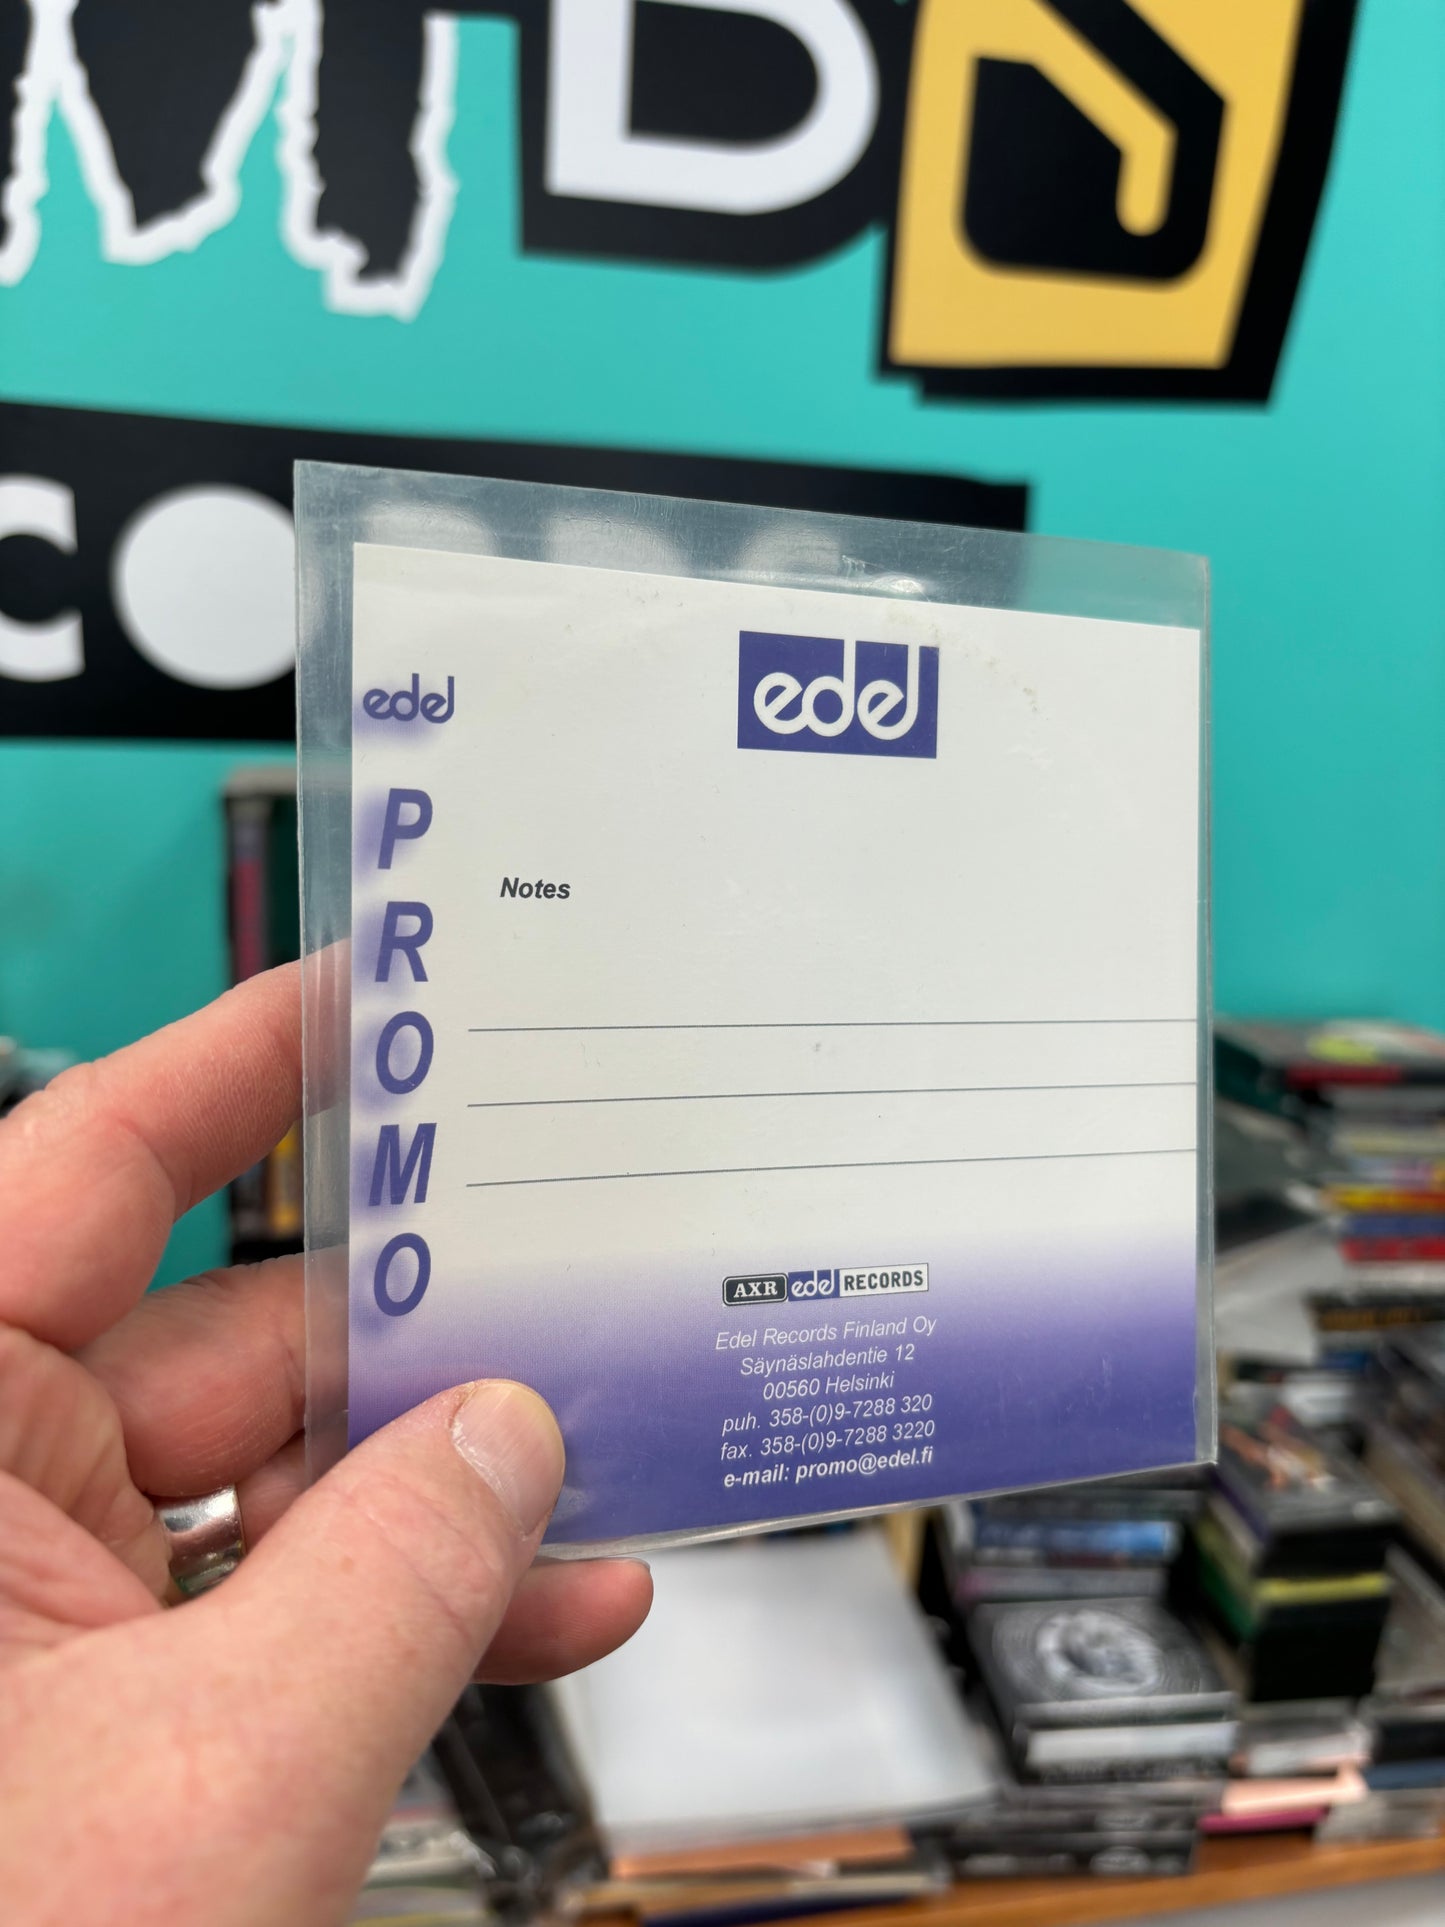 edel
PROMO
edel
Notes
AXR edel RECORDS
Edel Records Finland Oy
Säynäslahdentie 12
00560 Helsinki
puh. 358-(0)9-7288 320
fax. 358-(0)9-7288 3220
e-mail: promo@edel.fi